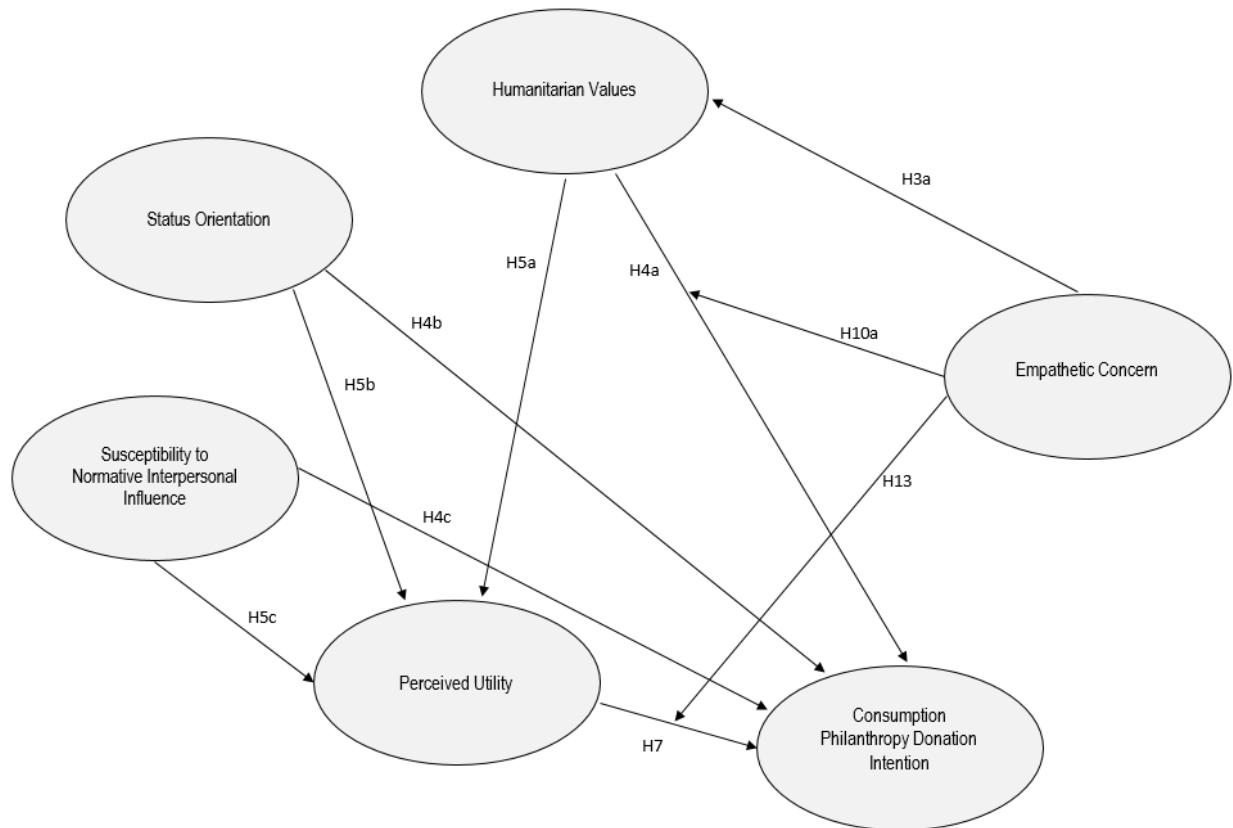 Humanitarian Values
H3a
Status Orientation
H5a
H4a
H4b
H10a
Empathetic Concern
H5b
Susceptibility to
Normative Interpersonal
Influence
H13
H4c
H5c
Perceived Utility
Consumption
Philanthropy Donation
Intention
H7